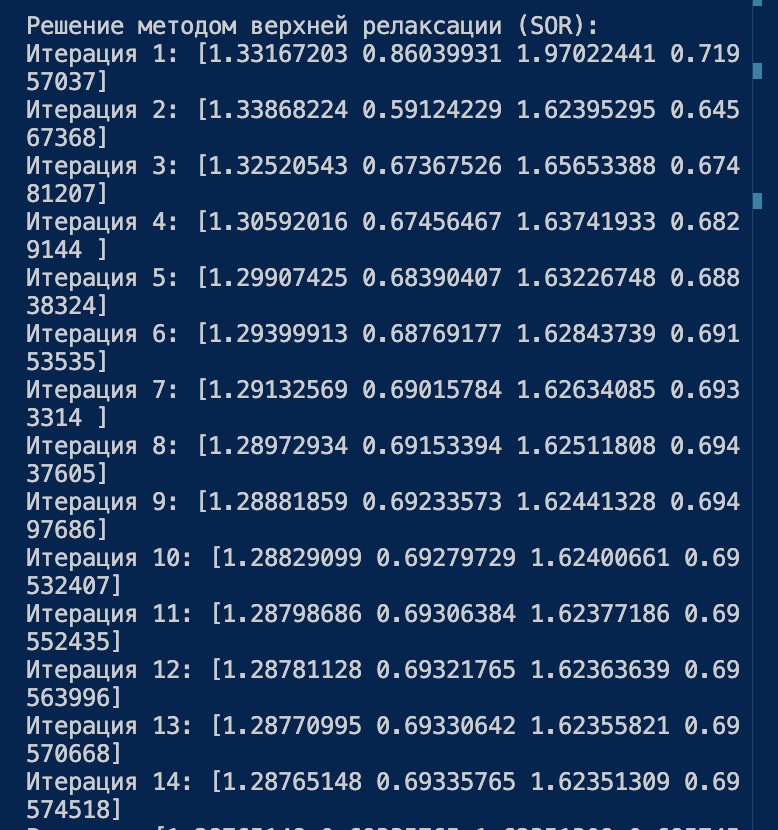 Решение методом верхней релаксации (SOR):
Итерация 1: [1.33167203 0.86039931 1.97022441 0.719
57037]
Итерация 2: [1.33868224 0.59124229 1.62395295 0.645
67368]
Итерация 3: [1.32520543 0.67367526 1.65653388 0.674
81207]
Итерация 4: [1.30592016 0.67456467 1.63741933 0.682
9144 ]
Итерация 5: [1.29907425 0.68390407 1.63226748 0.688
38324]
Итерация 6: [1.29399913 0.68769177 1.62843739 0.691
53535]
Итерация 7: [1.29132569 0.69015784 1.62634085 0.693
3314 ]
Итерация 8: [1.28972934 0.69153394 1.62511808 0.694
37605]
Итерация 9: [1.28881859 0.69233573 1.62441328 0.694
97686]
Итерация 10: [1.28829099 0.69279729 1.62400661 0.69
532407]
Итерация 11: [1.28798686 0.69306384 1.62377186 0.69
552435]
Итерация 12: [1.28781128 0.69321765 1.62363639 0.69
563996]
Итерация 13: [1.28770995 0.69330642 1.62355821 0.69
570668]
Итерация 14: [1.28765148 0.69335765 1.62351309 0.69
574518]